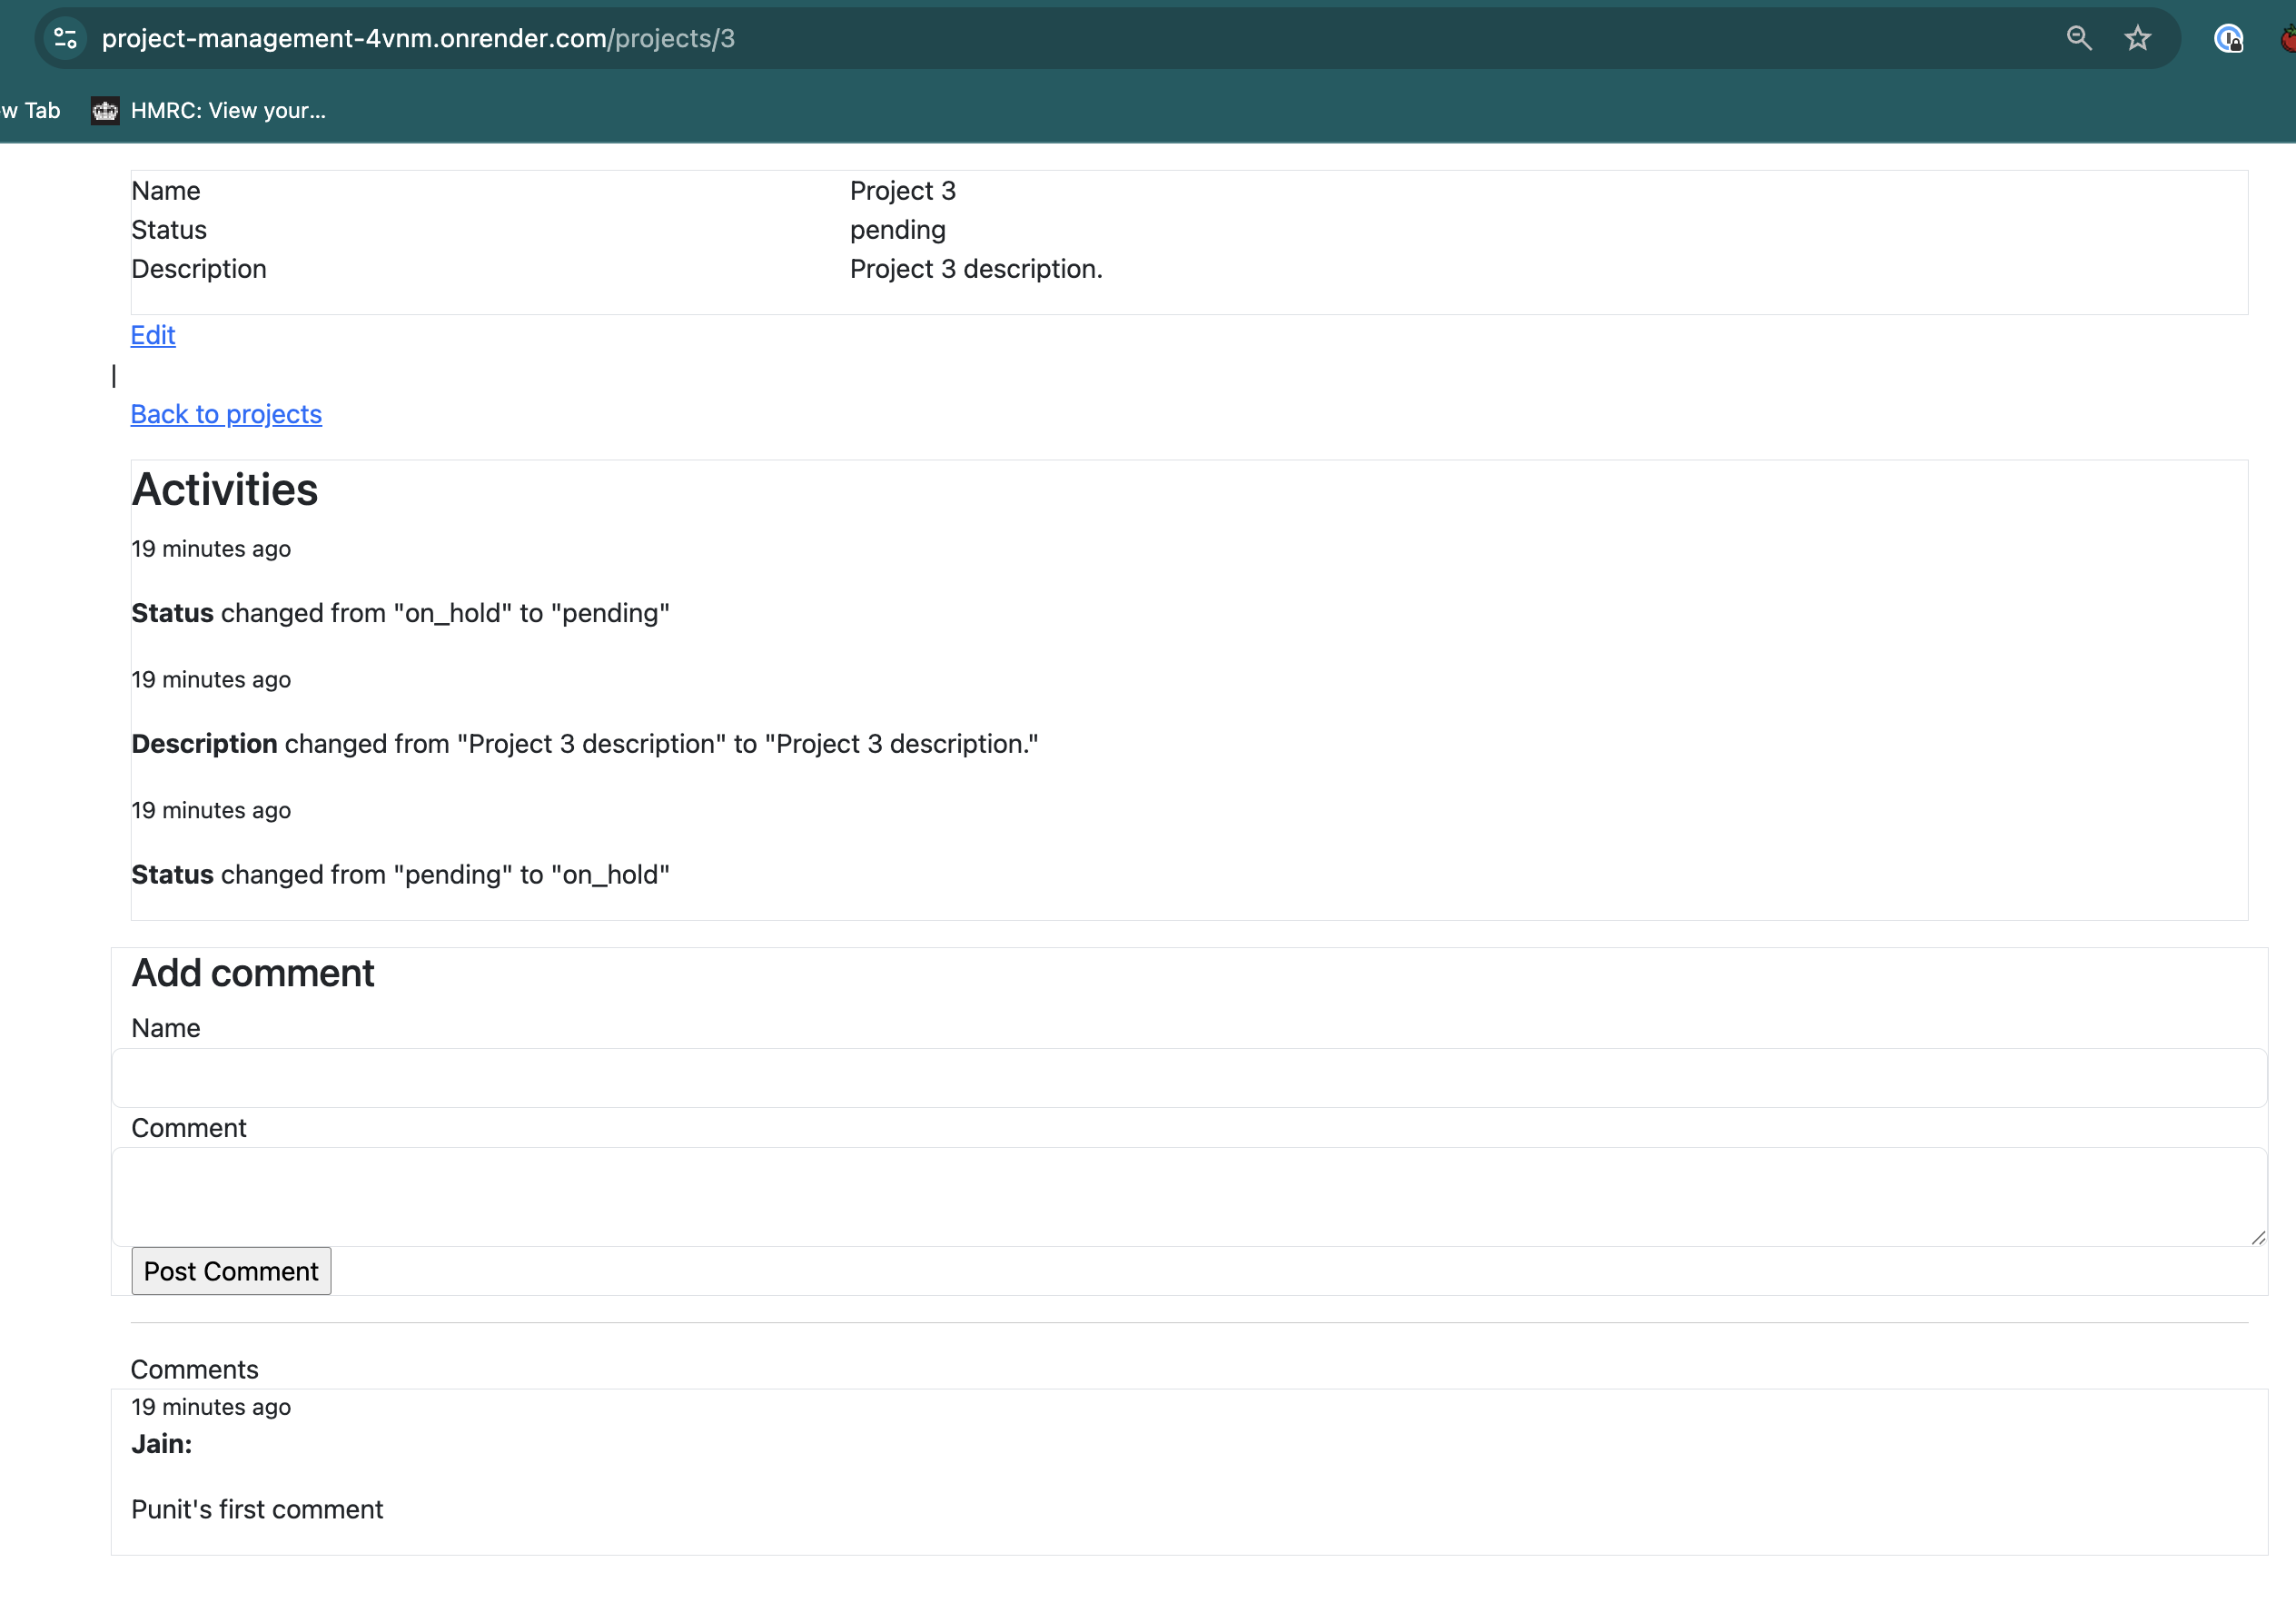 project-management-4vnm.onrender.com/projects/3
w Tab HMRC: View your...
Name Project 3
Status pending
Description Project 3 description.
Edit
|
Back to projects
Activities
19 minutes ago
Status changed from "on_hold" to "pending"
19 minutes ago
Description changed from "Project 3 description" to "Project 3 description."
19 minutes ago
Status changed from "pending" to "on_hold"
Add comment
Name
Comment
Post Comment
Comments
19 minutes ago
Jain:
Punit's first comment